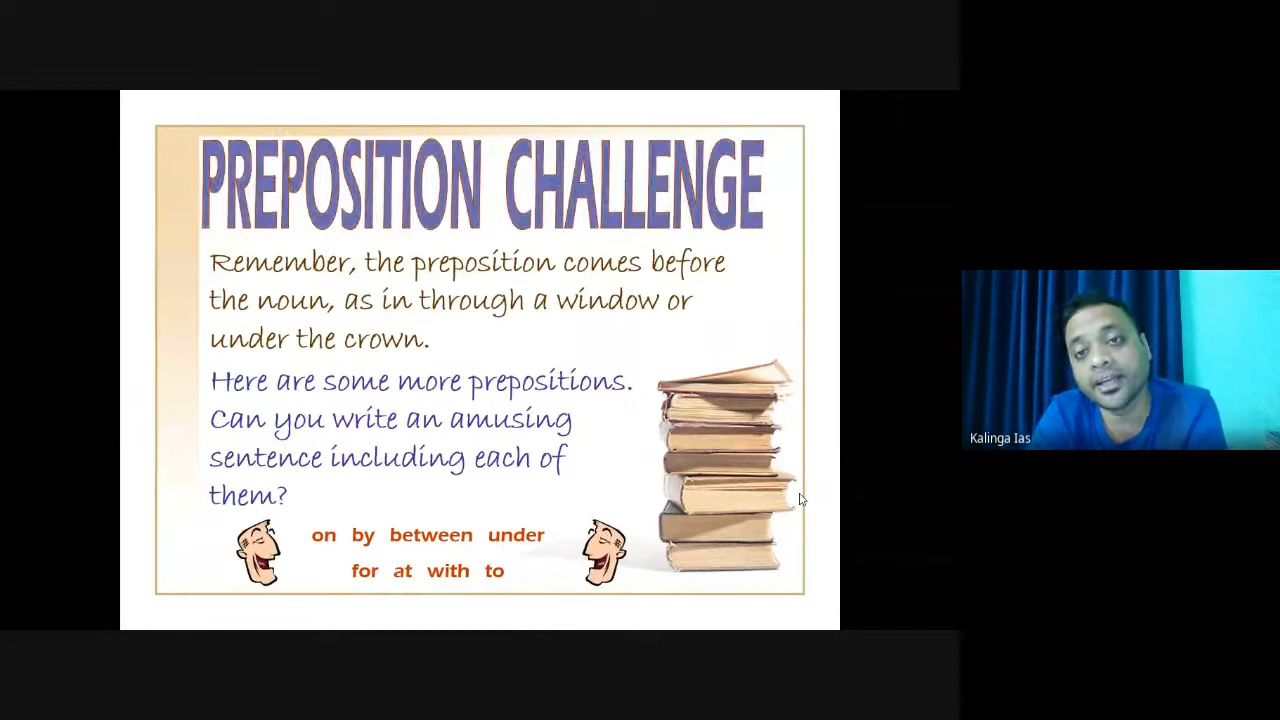 PREPOSITION CHALLENGE
Remember, the preposition comes before
the noun, as in through a window or
under the crown.
Here are some more prepositions.
Can you write an amusing
sentence including each of
them?
on by between under
for at with to
Kalinga Ias